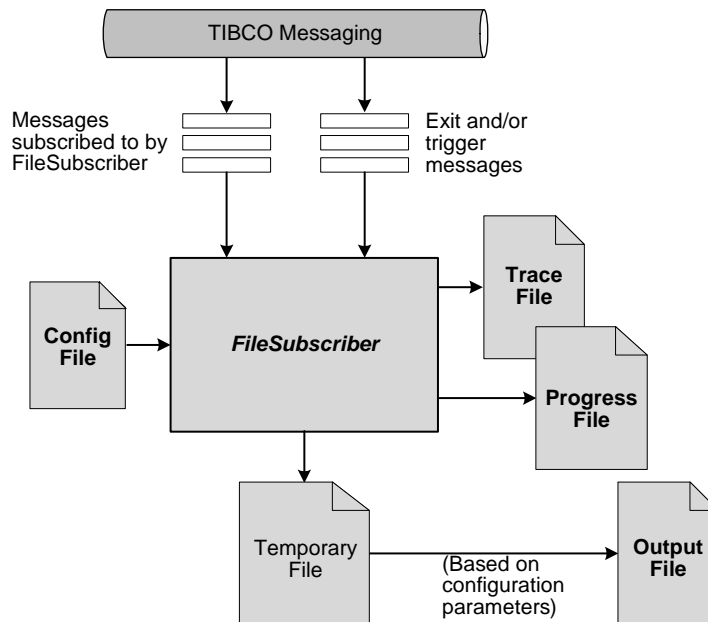 TIBCO Messaging
Messages
subscribed to by
FileSubscriber
Exit and/or
trigger
messages
Trace
File
Config
File
FileSubscriber
Progress
File
Temporary
File
(Based on
configuration
parameters)
Output
File